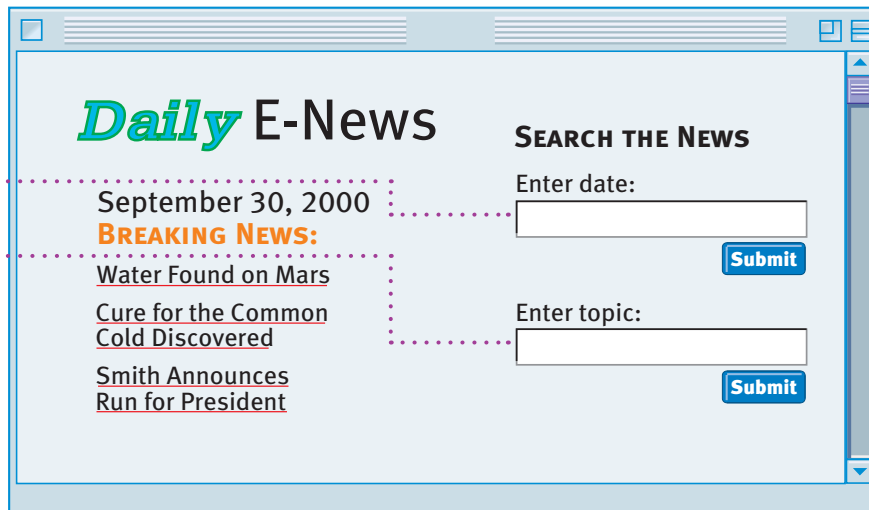 Daily E-News
September 30, 2000
BREAKING NEWS:
Water Found on Mars
Cure for the Common
Cold Discovered
Smith Announces
Run for President
SEARCH THE NEWS
Enter date:
Submit
Enter topic:
Submit